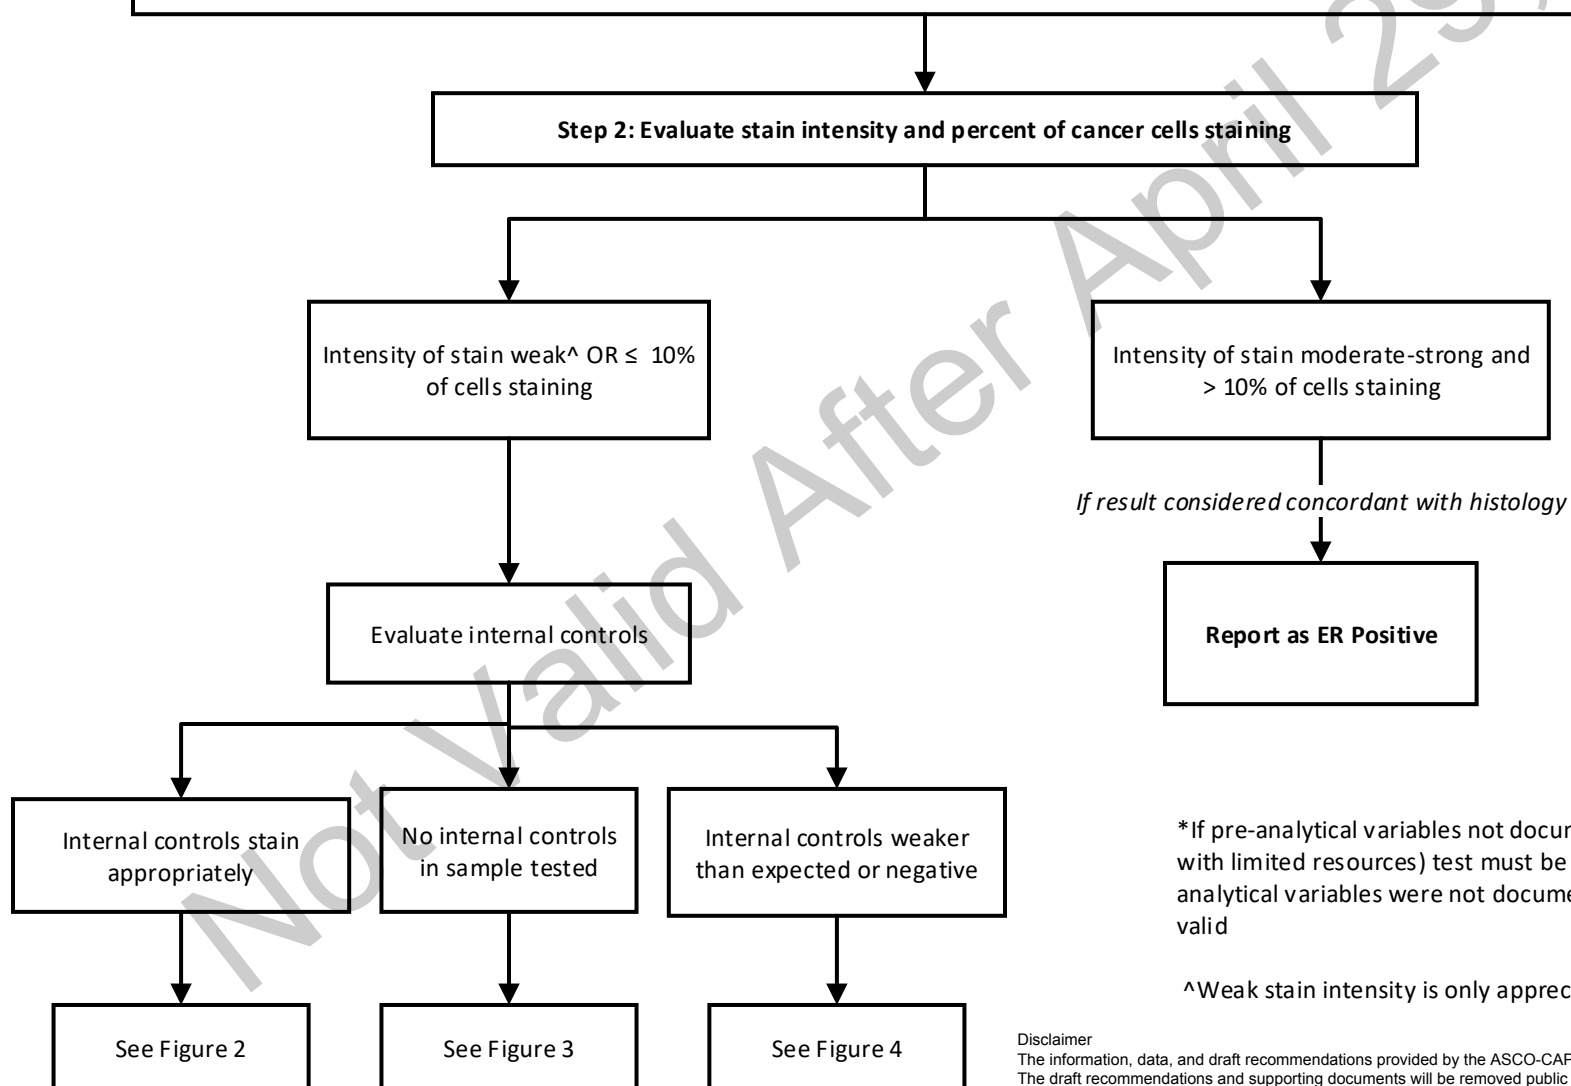 Step 2: Evaluate stain intensity and percent of cancer cells staining
Intensity of stain weak^ OR ≤ 10%
of cells staining
Intensity of stain moderate-strong and
> 10% of cells staining
If result considered concordant with histology
Evaluate internal controls
Report as ER Positive
Internal controls stain
appropriately
No internal controls
in sample tested
Internal controls weaker
than expected or negative
*If pre-analytical variables not docu
with limited resources) test must be
analytical variables were not docume
valid
^Weak stain intensity is only apprec
See Figure 2
See Figure 3
See Figure 4
Disclaimer
The information, data, and draft recommendations provided by the ASCO-CAP
The draft recommendations and supporting documents will be removed public
Not Valid After April 29,